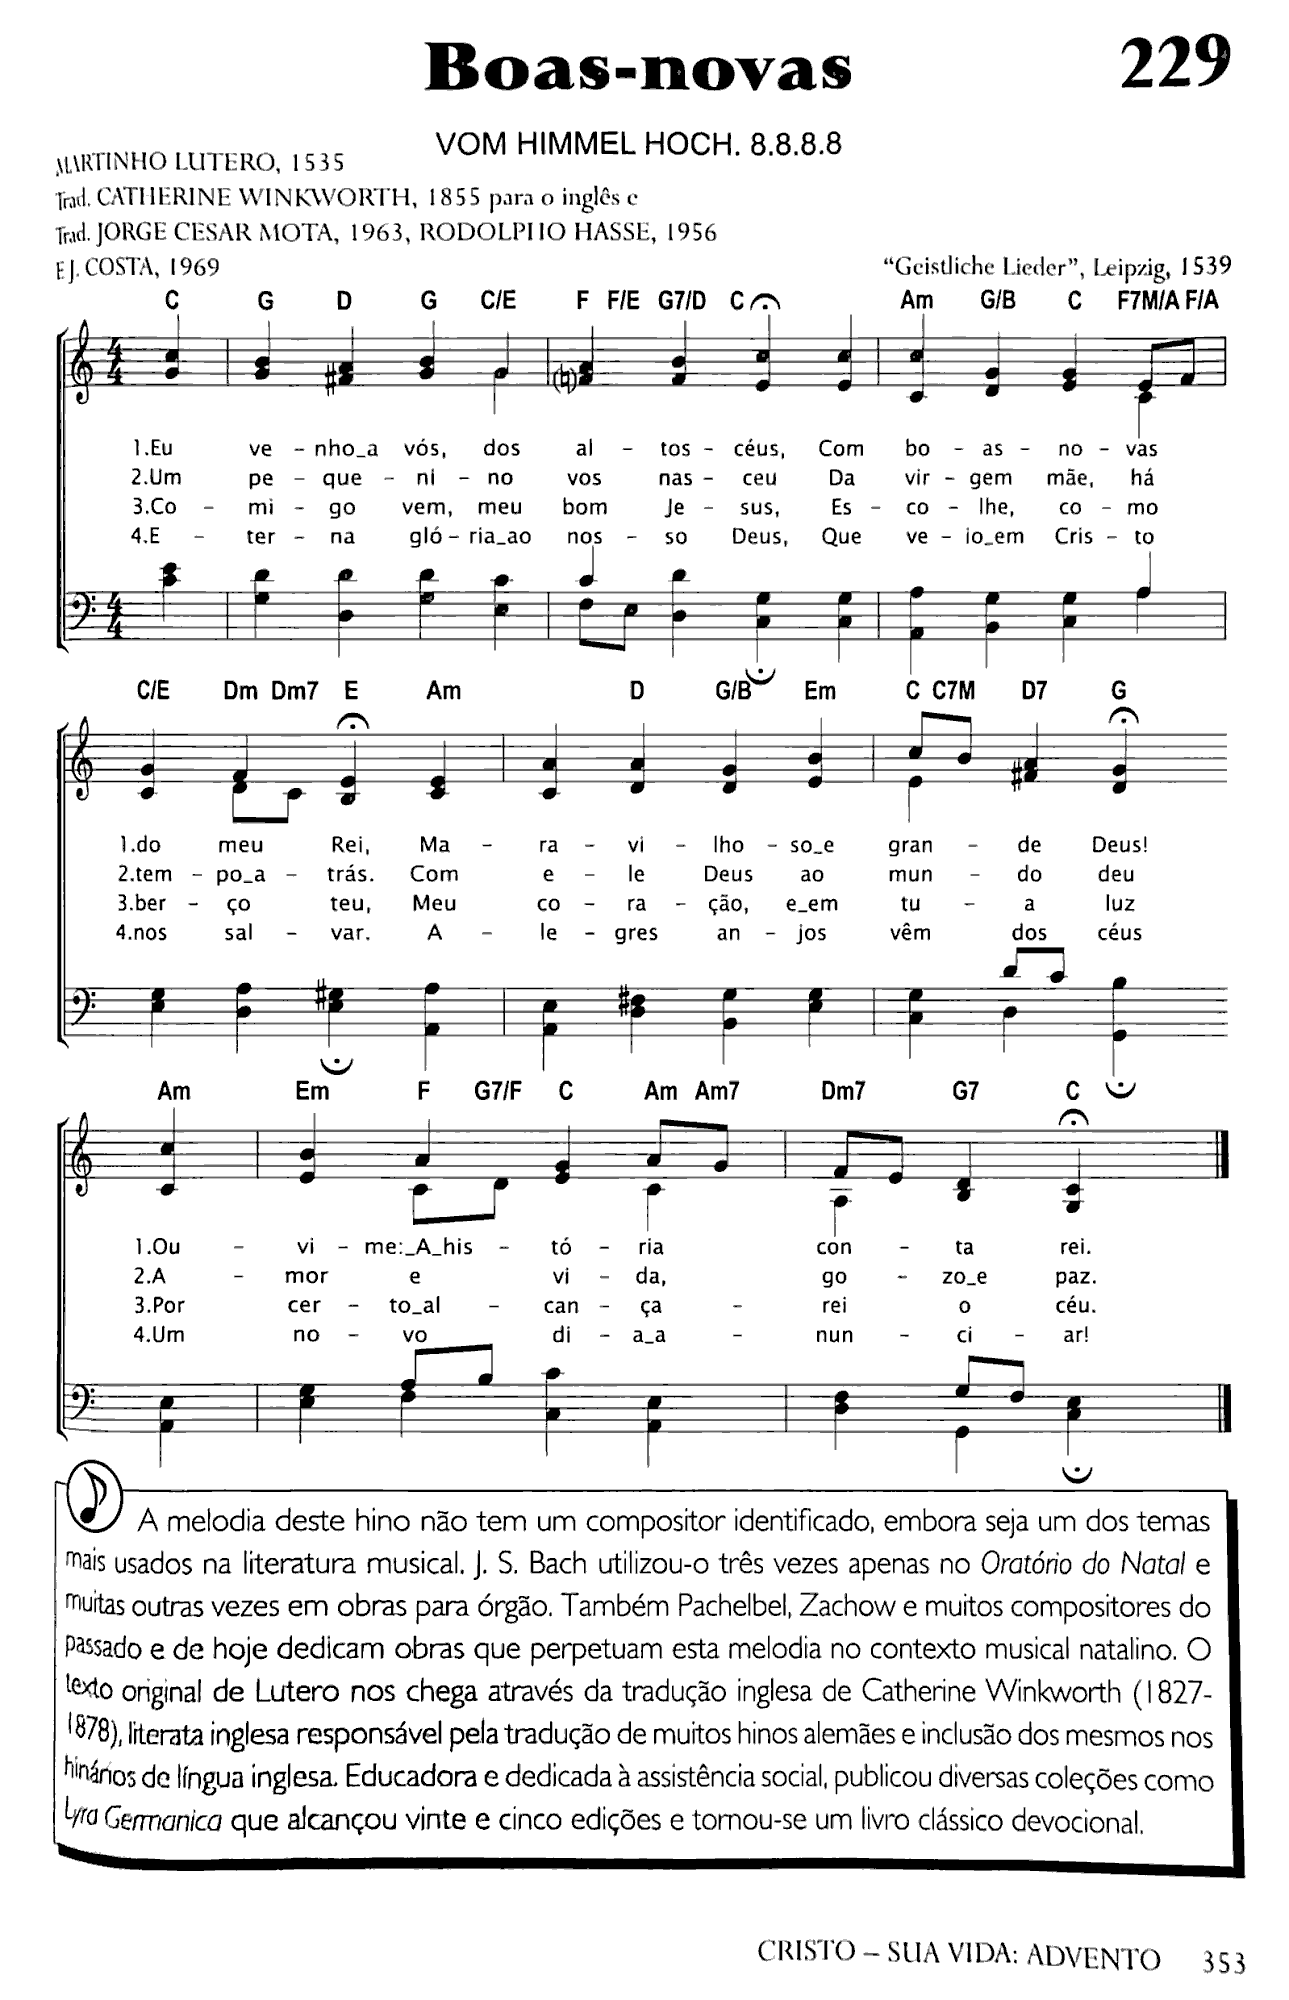 Boas-novas
229
VOM HIMMEL HOCH. 8.8.8.8
MARTINHO LUTERO, 1535
Trad. CATHERINE WINKWORTH, 1855 para o inglês e
Trad. JORGE CESAR MOTA, 1963, RODOLPHO HASSE, 1956
E J. COSTA, 1969
“Geistliche Lieder”, Leipzig, 1539
C G D G C/E F F/E G7/D C Am G/B C F7M/A F/A
1.Eu ve - nho_a vós, dos al - tos - céus, Com bo - as - no - vas
2.Um pe - que - ni - no vos nas - ceu Da vir - gem mãe, há
3.Co - mi - go vem, meu bom Je - sus, Es - co - lhe, co - mo
4.E - ter - na gló - ria_ao nos - so Deus, Que ve - io_em Cris - to
C/E Dm Dm7 E Am D G/B Em C C7M D7 G
1.do meu Rei, Ma - ra - vi - lho - so_e gran - de Deus!
2.tem - po_a - trás. Com e - le Deus ao mun - do deu
3.ber - ço teu, Meu co - ra - ção, e_em tu - a luz
4.nos sal - var. A - le - gres an - jos vêm dos céus
Am Em F G7/F C Am Am7 Dm7 G7 C
1.Ou - vi - me:_A_his - tó - ria con - ta rei.
2.A - mor e vi - da, go - zo_e paz.
3.Por cer - to_al - can - ça - rei o céu.
4.Um no - vo di - a_a - nun - ci - ar!
A melodia deste hino não tem um compositor identificado, embora seja um dos temas
mais usados na literatura musical. J. S. Bach utilizou-o três vezes apenas no Oratório do Natal e
muitas outras vezes em obras para órgão. Também Pachelbel, Zachow e muitos compositores do
passado e de hoje dedicam obras que perpetuam esta melodia no contexto musical natalino. O
texto original de Lutero nos chega através da tradução inglesa de Catherine Winkworth (1827-
1878), literata inglesa responsável pela tradução de muitos hinos alemães e inclusão dos mesmos nos
hinários de língua inglesa. Educadora e dedicada à assistência social, publicou diversas coleções como
Lyra Germanica que alcançou vinte e cinco edições e tornou-se um livro clássico devocional.
CRISTO – SUA VIDA: ADVENTO 353